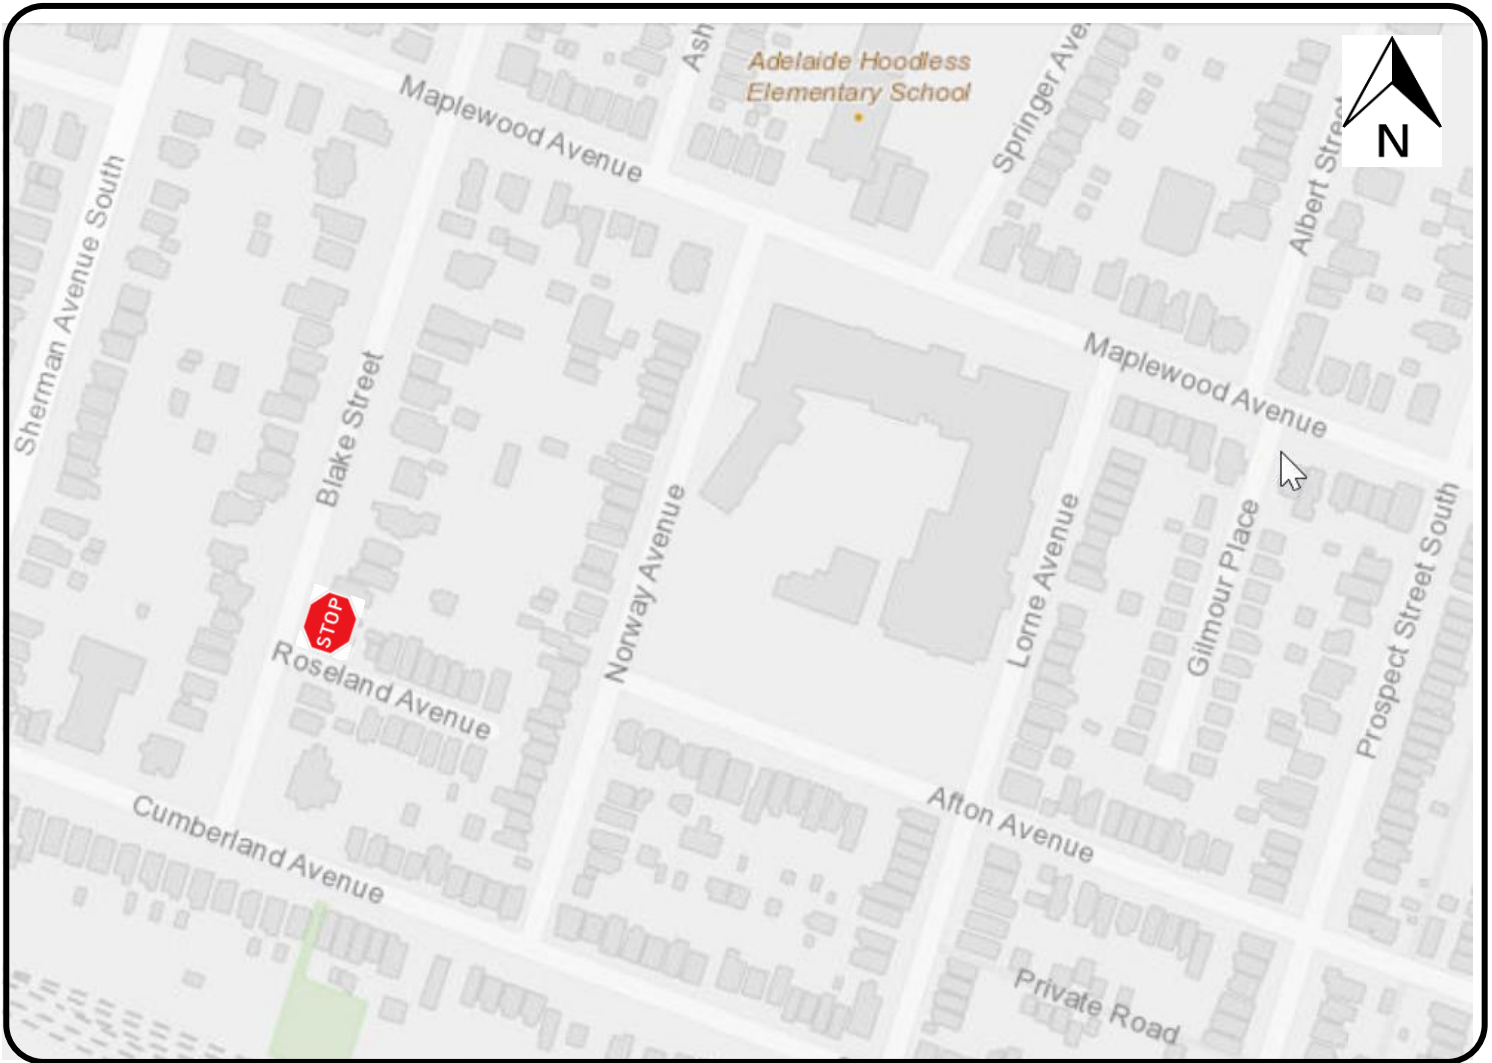 Ash
Adelaide Hoodless
Elementary School
Springer Ave
Albert Street
N
Maplewood Avenue
Sherman Avenue South
Blake Street
Maplewood Avenue
Norway Avenue
Lorne Avenue
Gilmour Place
Prospect Street South
STOP
Roseland Avenue
Cumberland Avenue
Afton Avenue
Private Road